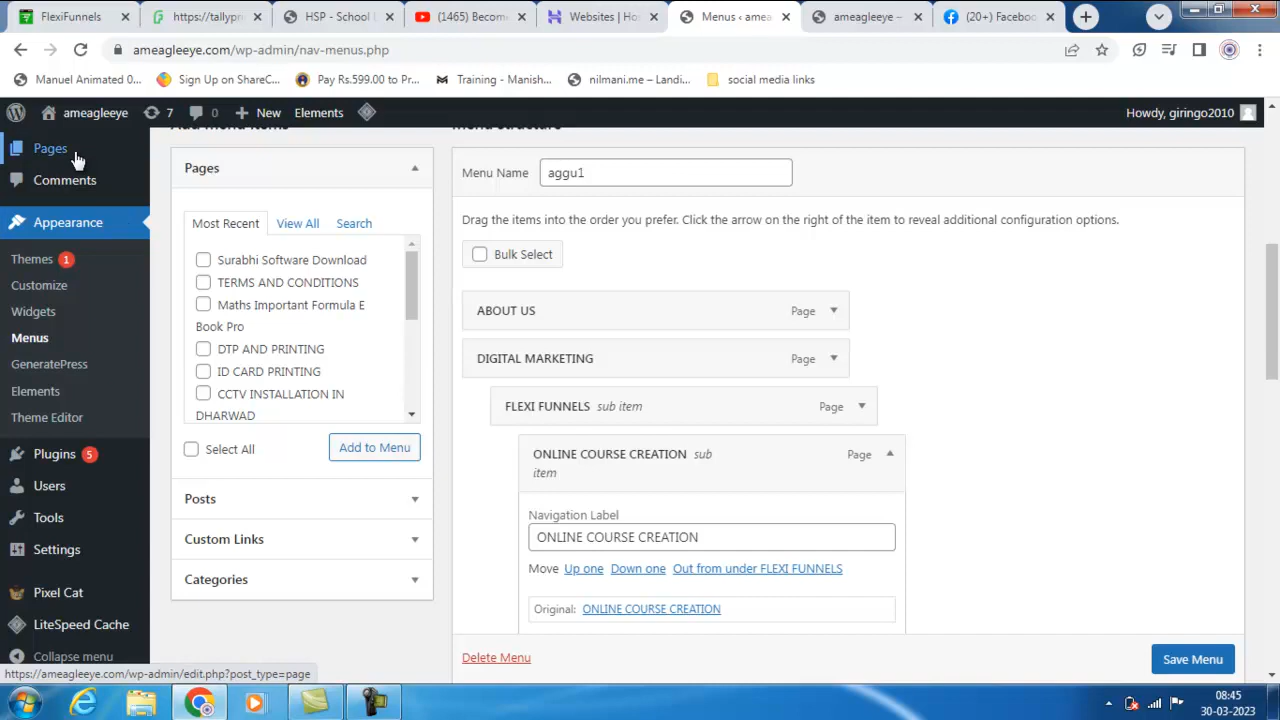 FlexiFunnels
https://tallypr
HSP - School L
(1465) Becom
Websites | Ho
Menus ‹ amea
ameagleeye –
(20+) Facebo
ameagleeye.com/wp-admin/nav-menus.php
Manuel Animated 0...
Sign Up on ShareC...
Pay Rs.599.00 to Pr...
Training - Manish...
nilmani.me – Landi...
social media links
ameagleeye
7
0
New
Elements
Howdy, giringo2010
Pages
Comments
Appearance
Themes 1
Customize
Widgets
Menus
GeneratePress
Elements
Theme Editor
Plugins 5
Users
Tools
Settings
Pixel Cat
LiteSpeed Cache
Collapse menu
https://ameagleeye.com/wp-admin/edit.php?post_type=page
Pages
Most Recent
View All
Search
Surabhi Software Download
TERMS AND CONDITIONS
Maths Important Formula E
Book Pro
DTP AND PRINTING
ID CARD PRINTING
CCTV INSTALLATION IN
DHARWAD
Select All
Add to Menu
Posts
Custom Links
Categories
Menu Name
aggu1
Drag the items into the order you prefer. Click the arrow on the right of the item to reveal additional configuration options.
Bulk Select
ABOUT US
Page
DIGITAL MARKETING
Page
FLEXI FUNNELS sub item
Page
ONLINE COURSE CREATION sub
item
Page
Navigation Label
ONLINE COURSE CREATION
Move Up one Down one Out from under FLEXI FUNNELS
Original: ONLINE COURSE CREATION
Delete Menu
Save Menu
08:45
30-03-2023